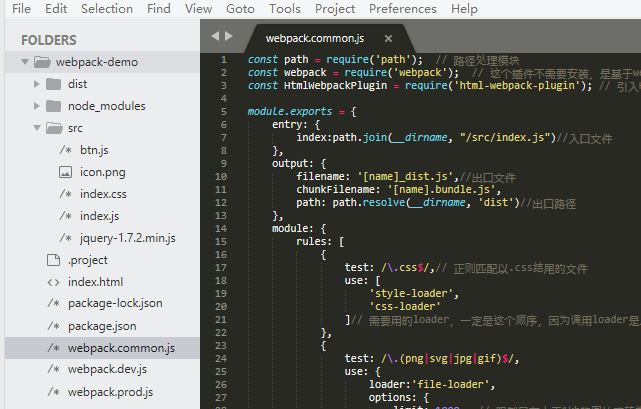 Selection Find View Goto Tools Project Preferences Help
FOLDERS
webpack-demo
dist
node_modules
src
btn.js
icon.png
index.css
index.js
jquery-1.7.2.min.js
.project
index.html
package-lock.json
package.json
webpack.common.js
webpack.dev.js
webpack.prod.js
webpack.common.js ×
1 const path = require('path'); // 路径处理模块
2 const webpack = require('webpack'); // 这个插件不需要安装，是基于we
3 const HtmlWebpackPlugin = require('html-webpack-plugin'); // 引入
4
5 module.exports = {
6 entry: {
7 index:path.join(__dirname, "/src/index.js")//入口文件
8 },
9 output: {
10 filename: '[name]_dist.js',//出口文件
11 chunkFilename: '[name].bundle.js',
12 path: path.resolve(__dirname, 'dist')//出口路径
13 },
14 module: {
15 rules: [
16 {
17 test: /\.css$/,// 正则匹配以.css结尾的文件
18 use: [
19 'style-loader',
20 'css-loader'
21 ]// 需要用的loader，一定是这个顺序，因为调用loader是
22 },
23 {
24 test: /\.(png|svg|jpg|gif)$/,
25 use: {
26 loader:'file-loader',
27 options: {